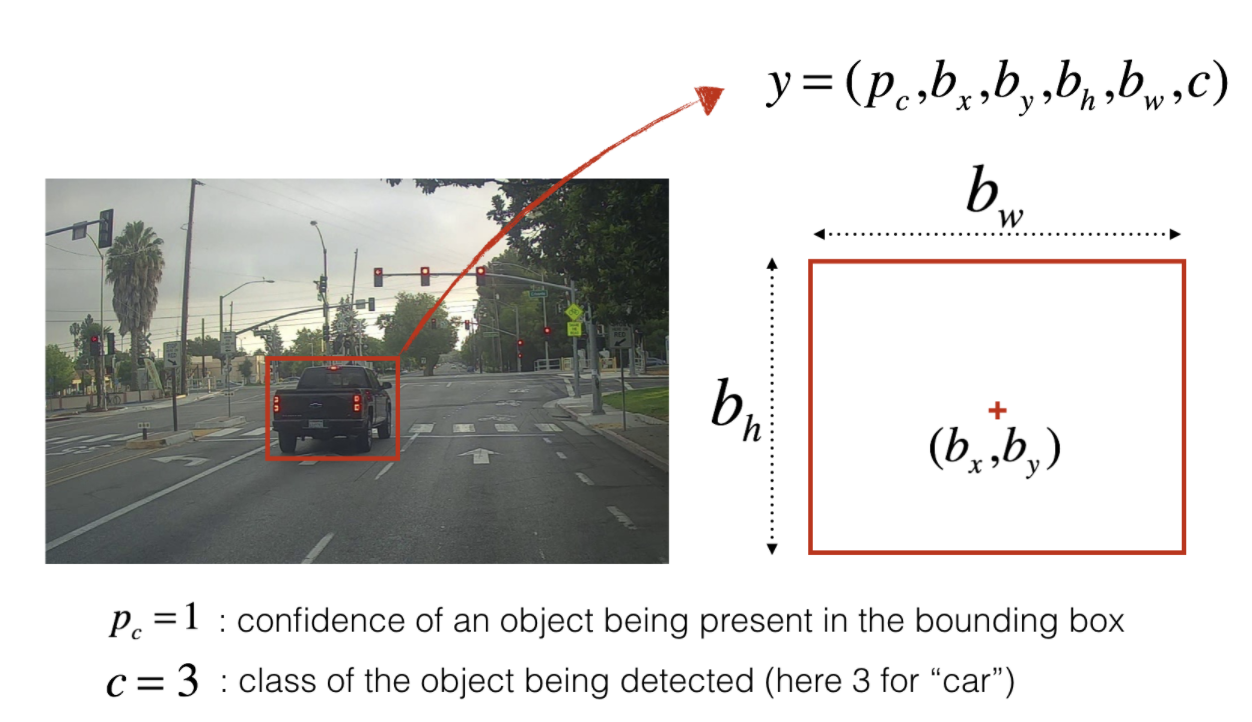 y = (p_c, b_x, b_y, b_h, b_w, c)
b_w
b_h
(b_x, b_y)
p_c = 1 : confidence of an object being present in the bounding box
c = 3 : class of the object being detected (here 3 for “car”)